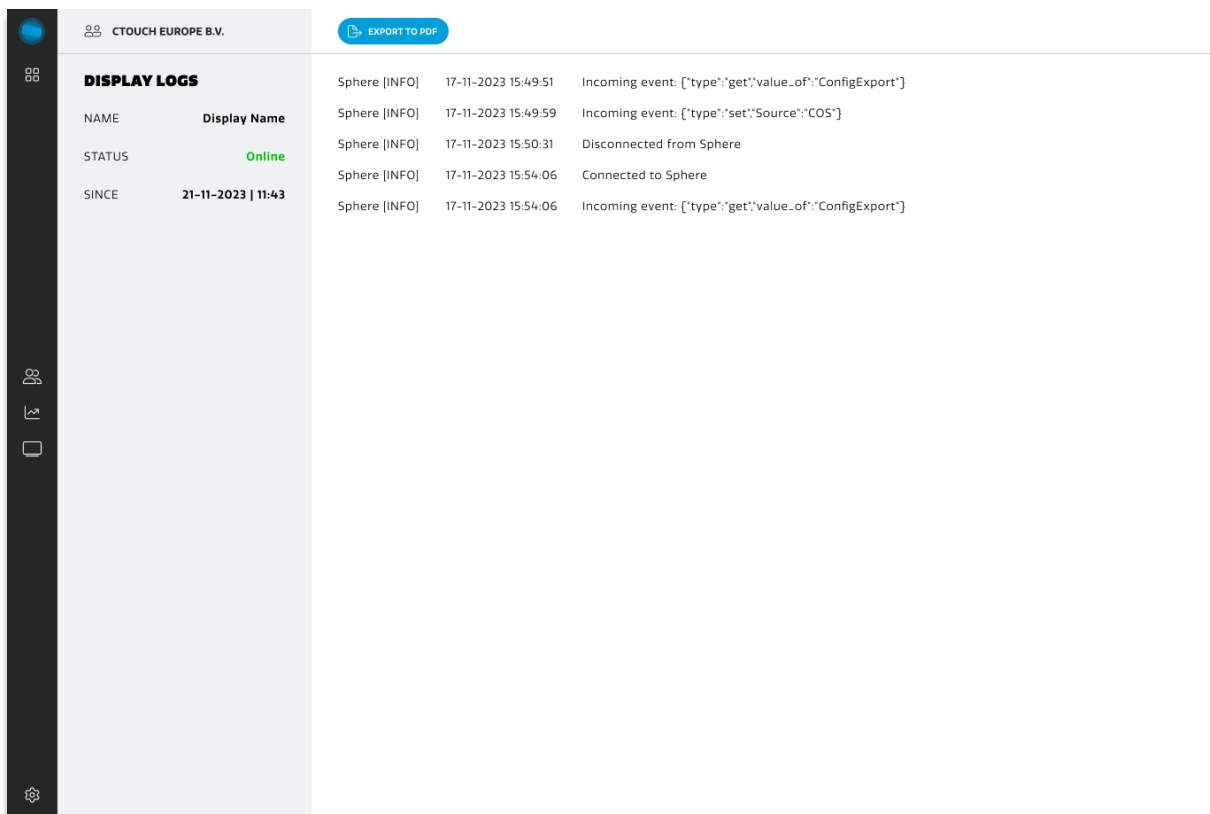 CTOUCH EUROPE B.V.
EXPORT TO PDF
DISPLAY LOGS
NAME Display Name
STATUS Online
SINCE 21-11-2023 | 11:43
Sphere [INFO] 17-11-2023 15:49:51 Incoming event: {"type":"get","value_of":"ConfigExport"}
Sphere [INFO] 17-11-2023 15:49:59 Incoming event: {"type":"set","Source":"COS"}
Sphere [INFO] 17-11-2023 15:50:31 Disconnected from Sphere
Sphere [INFO] 17-11-2023 15:54:06 Connected to Sphere
Sphere [INFO] 17-11-2023 15:54:06 Incoming event: {"type":"get","value_of":"ConfigExport"}